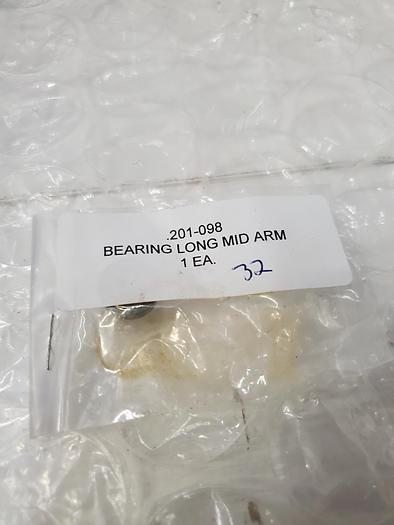 .201-098
BEARING LONG MID ARM
1 EA.
32